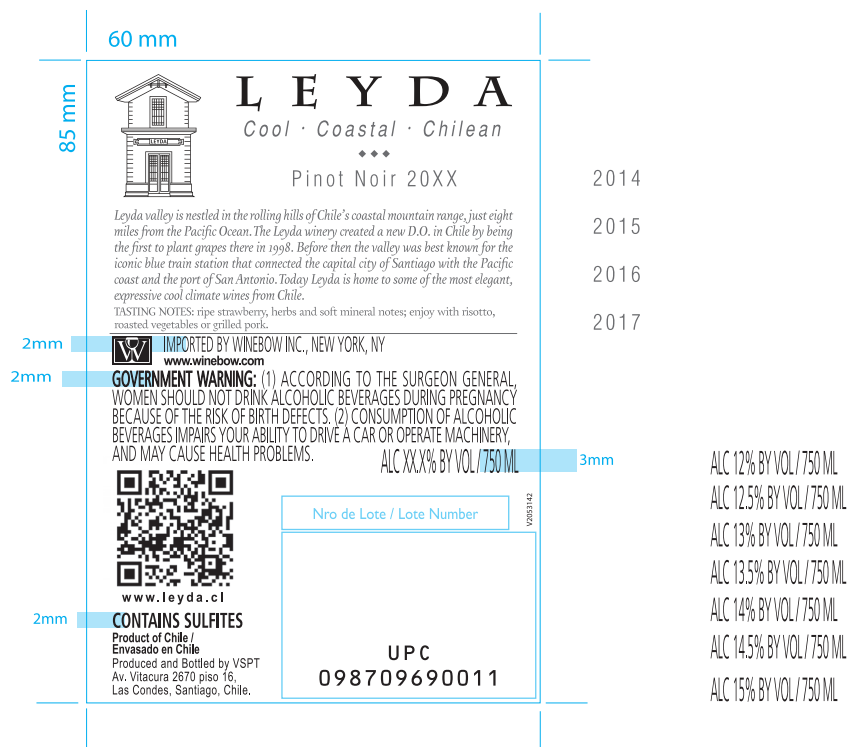 60 mm
85 mm
LEYDA
LEYDA
Cool · Coastal · Chilean
Pinot Noir 20XX
2014
2015
2016
2017
Leyda valley is nestled in the rolling hills of Chile's coastal mountain range, just eight
miles from the Pacific Ocean. The Leyda winery created a new D.O. in Chile by being
the first to plant grapes there in 1998. Before then the valley was best known for the
iconic blue train station that connected the capital city of Santiago with the Pacific
coast and the port of San Antonio. Today Leyda is home to some of the most elegant,
expressive cool climate wines from Chile.
TASTING NOTES: ripe strawberry, herbs and soft mineral notes; enjoy with risotto,
roasted vegetables or grilled pork.
2mm
W
IMPORTED BY WINEBOW INC., NEW YORK, NY
www.winebow.com
2mm
GOVERNMENT WARNING: (1) ACCORDING TO THE SURGEON GENERAL,
WOMEN SHOULD NOT DRINK ALCOHOLIC BEVERAGES DURING PREGNANCY
BECAUSE OF THE RISK OF BIRTH DEFECTS. (2) CONSUMPTION OF ALCOHOLIC
BEVERAGES IMPAIRS YOUR ABILITY TO DRIVE A CAR OR OPERATE MACHINERY,
AND MAY CAUSE HEALTH PROBLEMS.
ALC XX.X% BY VOL / 750 ML
3mm
ALC 12% BY VOL / 750 ML
ALC 12.5% BY VOL / 750 ML
ALC 13% BY VOL / 750 ML
ALC 13.5% BY VOL / 750 ML
ALC 14% BY VOL / 750 ML
ALC 14.5% BY VOL / 750 ML
ALC 15% BY VOL / 750 ML
Nro de Lote / Lote Number
V2053142
www.leyda.cl
2mm
CONTAINS SULFITES
Product of Chile /
Envasado en Chile
Produced and Bottled by VSPT
Av. Vitacura 2670 piso 16,
Las Condes, Santiago, Chile.
UPC
098709690011